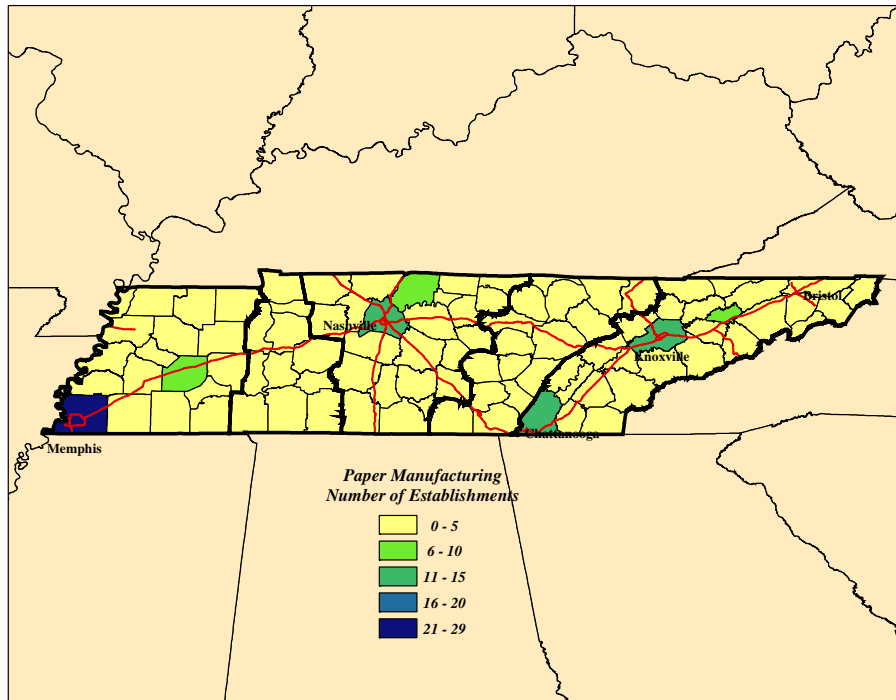 Bristol
Nashville
Knoxville
Chattanooga
Memphis
Paper Manufacturing
Number of Establishments
0 - 5
6 - 10
11 - 15
16 - 20
21 - 29